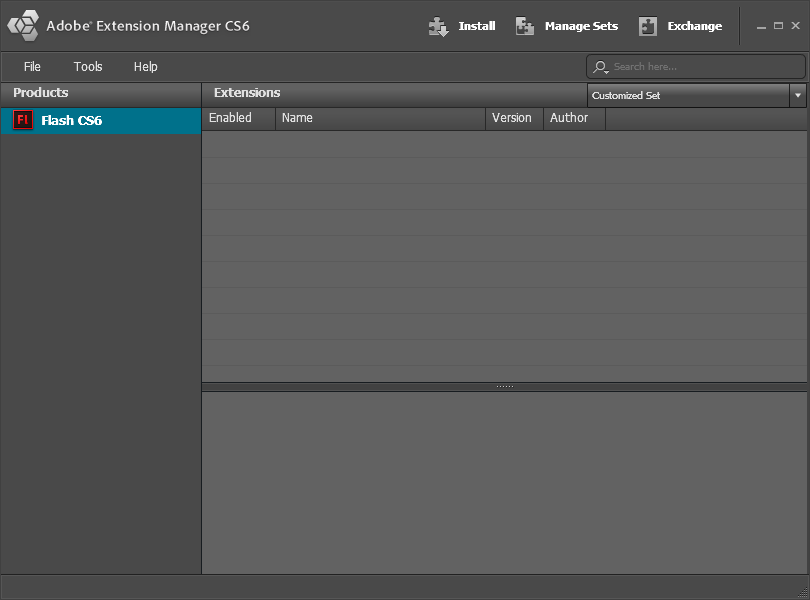 Adobe® Extension Manager CS6
Install Manage Sets Exchange
File Tools Help
Search here...
Products
Extensions
Customized Set
Fl Flash CS6
Enabled Name Version Author